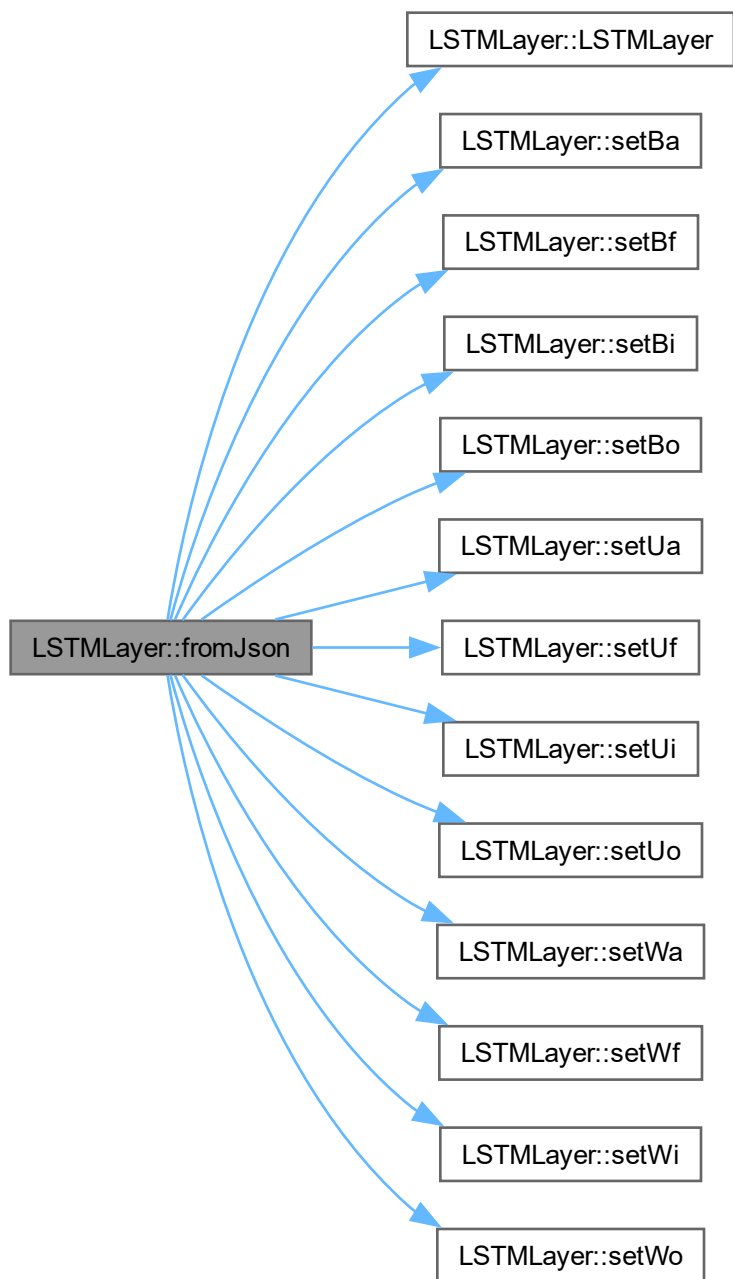 LSTMLayer::LSTMLayer
LSTMLayer::setBa
LSTMLayer::setBf
LSTMLayer::setBi
LSTMLayer::setBo
LSTMLayer::setUa
LSTMLayer::fromJson
LSTMLayer::setUf
LSTMLayer::setUi
LSTMLayer::setUo
LSTMLayer::setWa
LSTMLayer::setWf
LSTMLayer::setWi
LSTMLayer::setWo